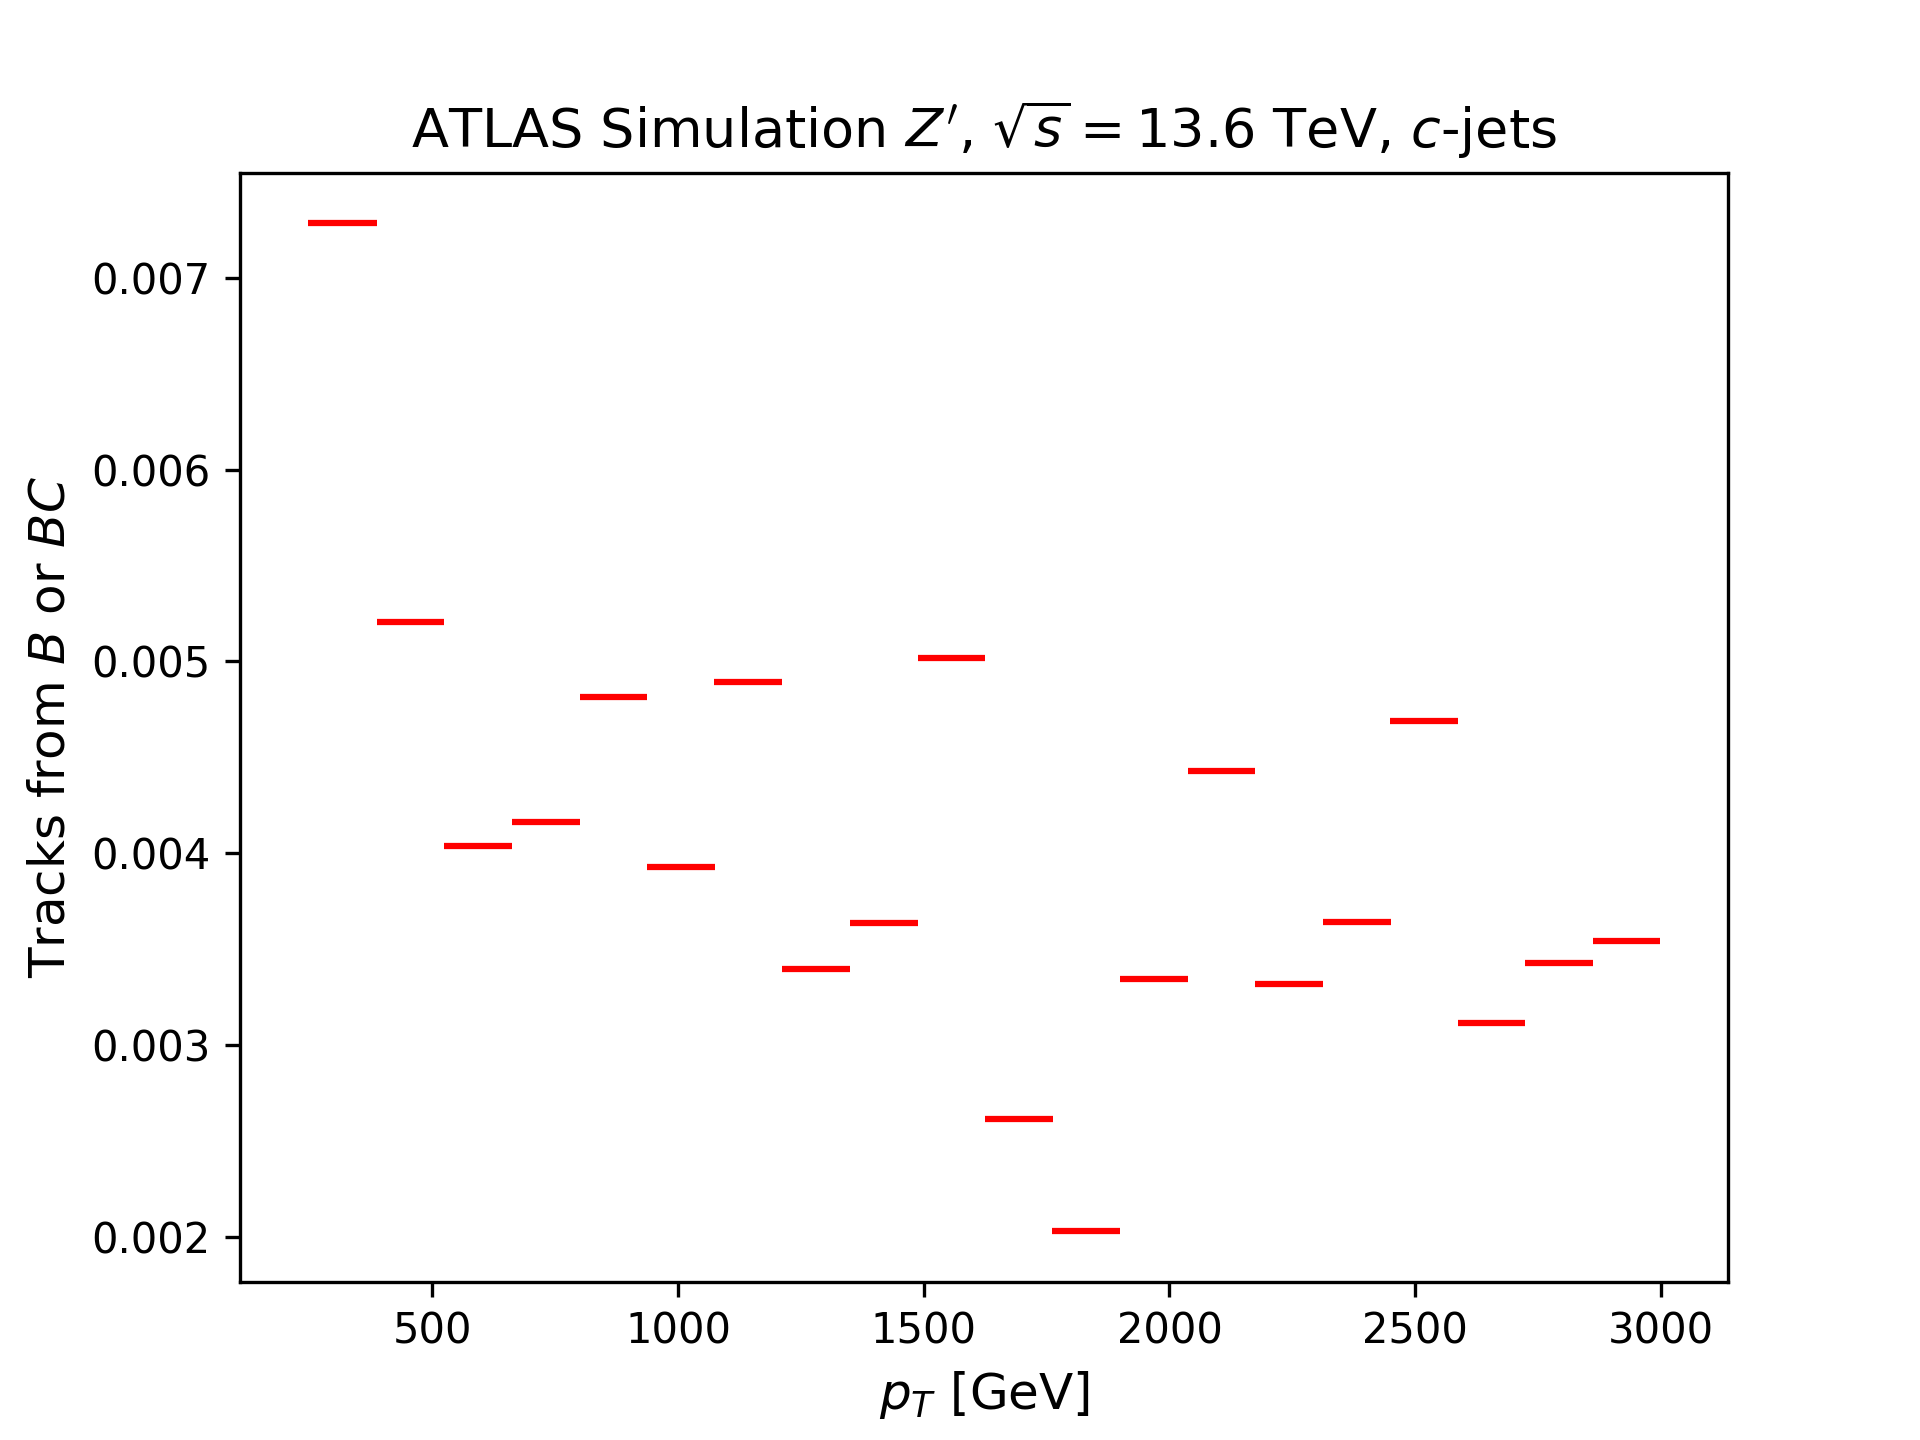 ATLAS Simulation Z′, √s = 13.6 TeV, c-jets
Tracks from B or BC
0.007
0.006
0.005
0.004
0.003
0.002
500 1000 1500 2000 2500 3000
p_T [GeV]